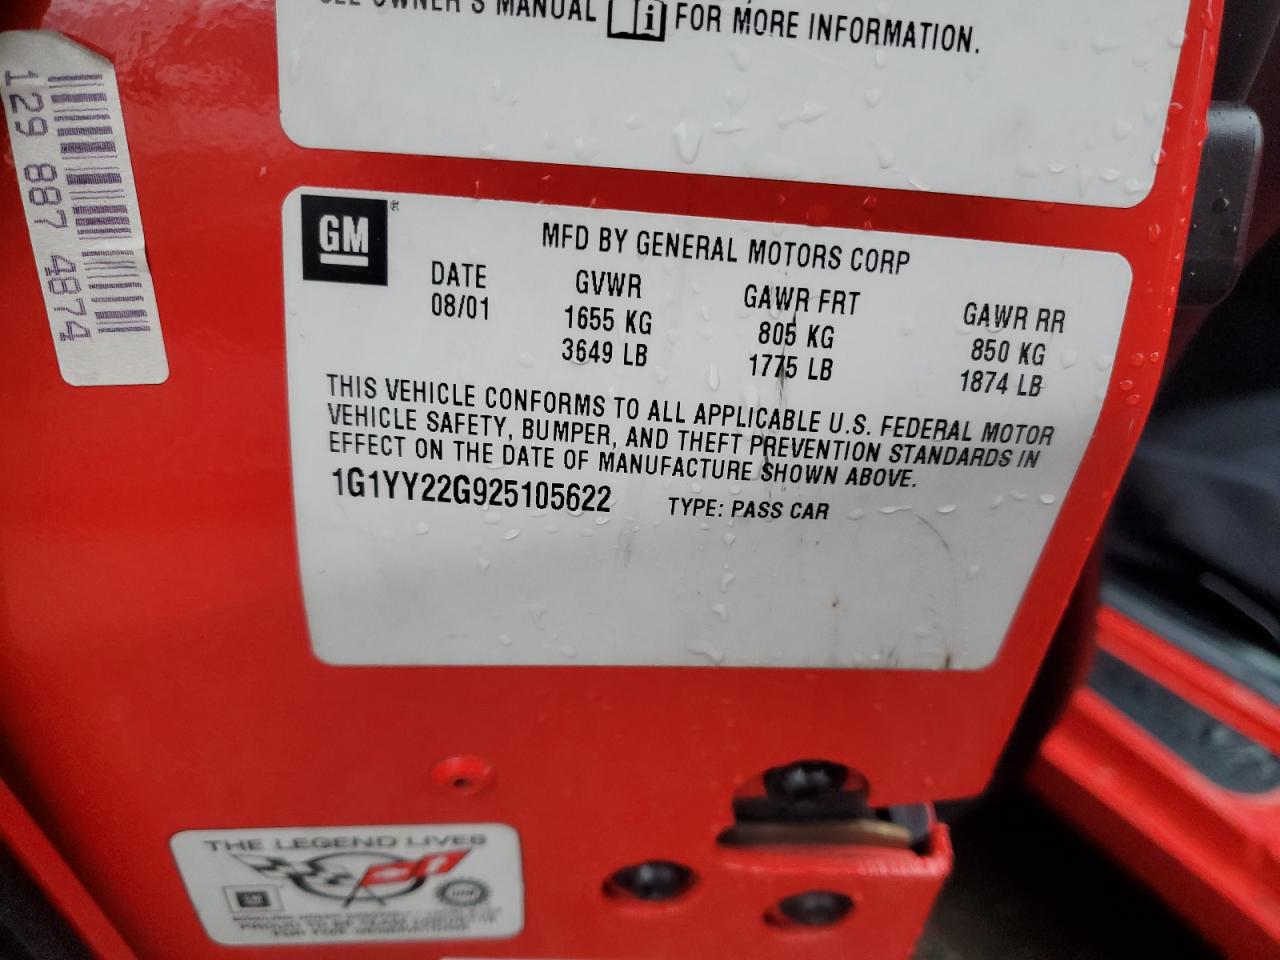 SEE OWNER'S MANUAL i FOR MORE INFORMATION.
129 887 4874
GM ®
MFD BY GENERAL MOTORS CORP
DATE GVWR GAWR FRT GAWR RR
08/01 1655 KG 805 KG 850 KG
3649 LB 1775 LB 1874 LB
THIS VEHICLE CONFORMS TO ALL APPLICABLE U.S. FEDERAL MOTOR
VEHICLE SAFETY, BUMPER, AND THEFT PREVENTION STANDARDS IN
EFFECT ON THE DATE OF MANUFACTURE SHOWN ABOVE.
1G1YY22G925105622 TYPE: PASS CAR
THE LEGEND LIVES
GM